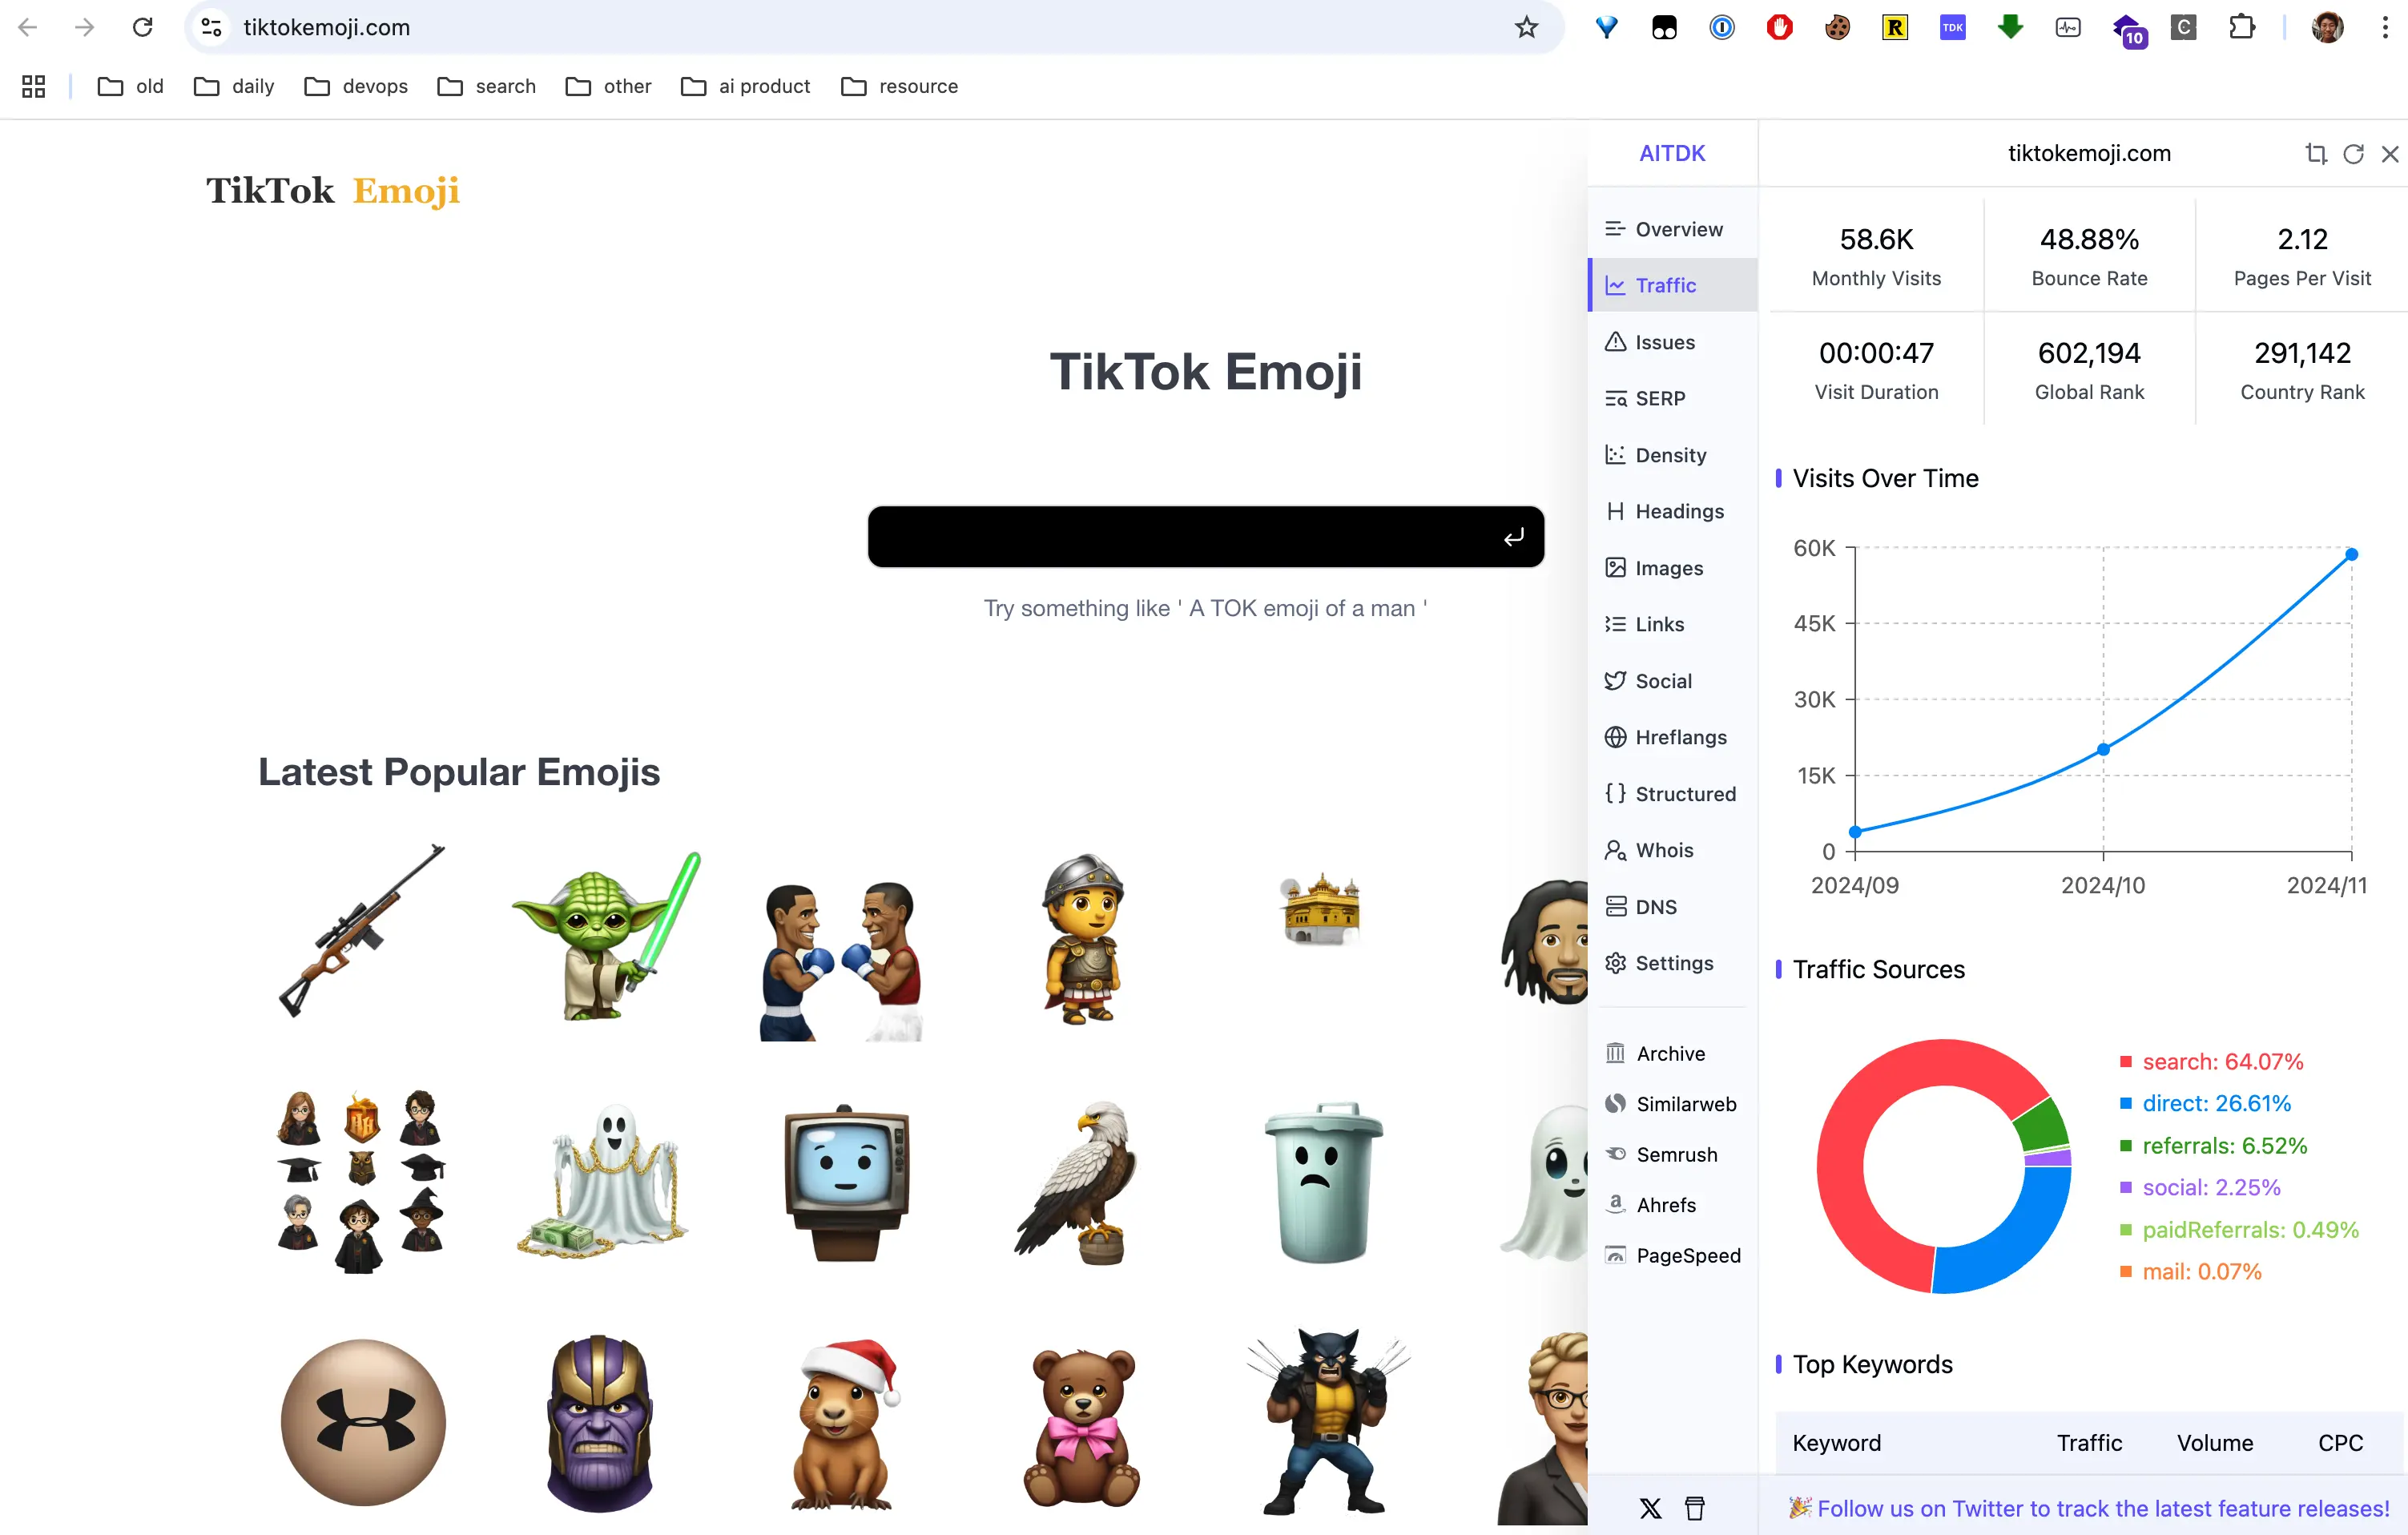 tiktokemoji.com
TDK
10
C
R
old
daily
devops
search
other
ai product
resource
TikTok Emoji
TikTok Emoji
Try something like ' A TOK emoji of a man '
Latest Popular Emojis
AITDK
Overview
Traffic
Issues
SERP
Density
Headings
Images
Links
Social
Hreflangs
Structured
Whois
DNS
Settings
Archive
Similarweb
Semrush
Ahrefs
PageSpeed
tiktokemoji.com
58.6K
Monthly Visits
48.88%
Bounce Rate
2.12
Pages Per Visit
00:00:47
Visit Duration
602,194
Global Rank
291,142
Country Rank
Visits Over Time
60K
45K
30K
15K
0
2024/09
2024/10
2024/11
Traffic Sources
search: 64.07%
direct: 26.61%
referrals: 6.52%
social: 2.25%
paidReferrals: 0.49%
mail: 0.07%
Top Keywords
Keyword Traffic Volume CPC
Follow us on Twitter to track the latest feature releases!